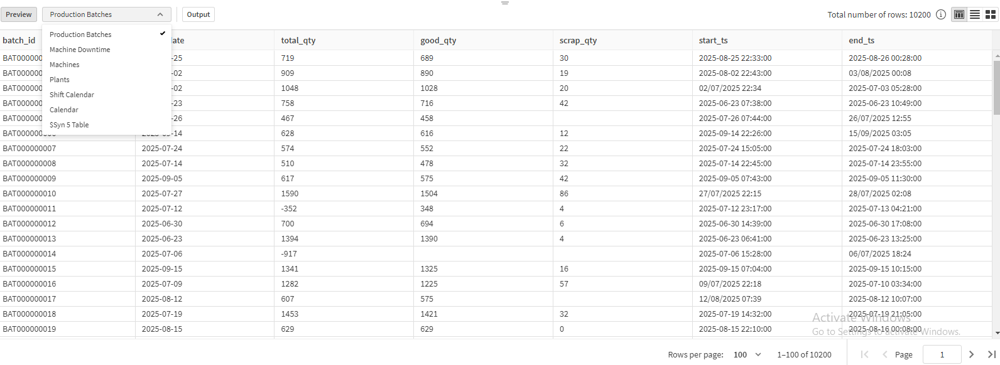 Preview Production Batches Output Total number of rows: 10200
Production Batches
Machine Downtime
Machines
Plants
Shift Calendar
Calendar
$Syn 5 Table
batch_id ate total_qty good_qty scrap_qty start_ts end_ts
BAT000000 -25 719 689 30 2025-08-25 22:33:00 2025-08-26 00:28:00
BAT000000 -02 909 890 19 2025-08-02 22:43:00 03/08/2025 00:08
BAT000000 -02 1048 1028 20 02/07/2025 22:34 2025-07-03 05:28:00
BAT000000 -23 758 716 42 2025-06-23 07:38:00 2025-06-23 10:49:00
BAT000000 -26 467 458 2025-07-26 07:44:00 26/07/2025 12:55
-14 628 616 12 2025-09-14 22:26:00 15/09/2025 03:05
BAT000000007 2025-07-24 574 552 22 2025-07-24 15:05:00 2025-07-24 18:03:00
BAT000000008 2025-07-14 510 478 32 2025-07-14 22:45:00 2025-07-14 23:55:00
BAT000000009 2025-09-05 617 575 42 2025-09-05 07:43:00 2025-09-05 11:30:00
BAT000000010 2025-07-27 1590 1504 86 27/07/2025 22:15 28/07/2025 02:08
BAT000000011 2025-07-12 -352 348 4 2025-07-12 23:17:00 2025-07-13 04:21:00
BAT000000012 2025-06-30 700 694 6 2025-06-30 14:39:00 2025-06-30 17:08:00
BAT000000013 2025-06-23 1394 1390 4 2025-06-23 06:41:00 2025-06-23 13:25:00
BAT000000014 2025-07-06 -917 2025-07-06 15:28:00 06/07/2025 18:24
BAT000000015 2025-09-15 1341 1325 16 2025-09-15 07:04:00 2025-09-15 10:15:00
BAT000000016 2025-07-09 1282 1225 57 09/07/2025 22:18 2025-07-10 03:34:00
BAT000000017 2025-08-12 607 575 12/08/2025 07:39 2025-08-12 10:07:00
BAT000000018 2025-07-19 1453 1421 32 2025-07-19 14:32:00 2025-07-19 21:05:00
BAT000000019 2025-08-15 629 629 0 2025-08-15 22:10:00 2025-08-16 00:08:00
Activate Windows
Go to Settings to activate Windows.
Rows per page: 100 1–100 of 10200 Page 1